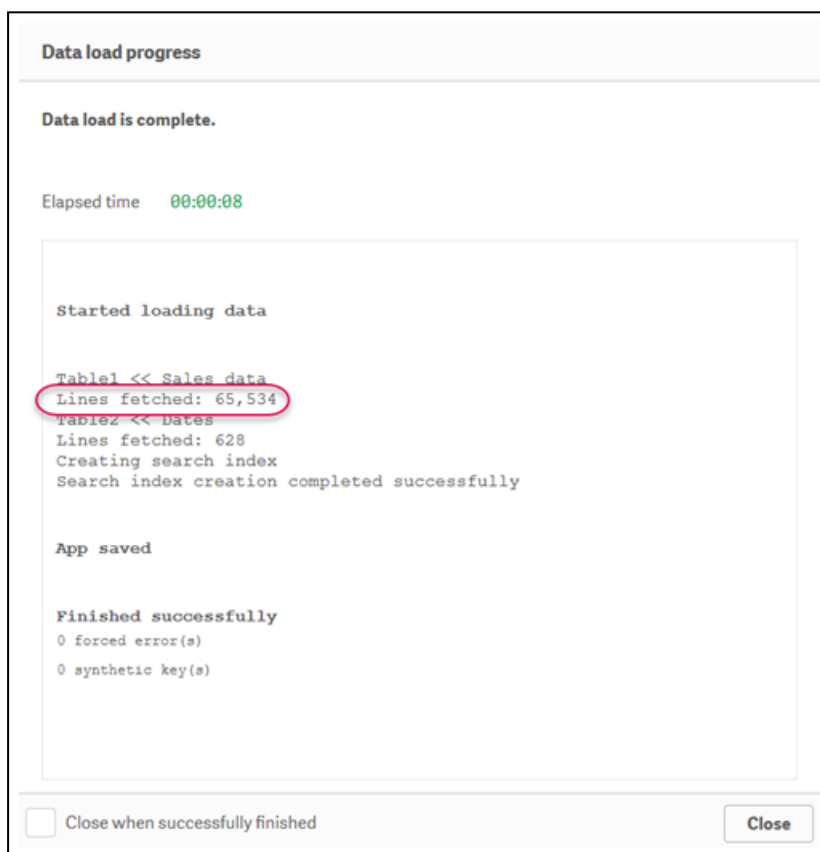 Data load progress
Data load is complete.
Elapsed time 00:00:08
Started loading data
Table1 << Sales data
Lines fetched: 65,534
Table2 << Dates
Lines fetched: 628
Creating search index
Search index creation completed successfully
App saved
Finished successfully
0 forced error(s)
0 synthetic key(s)
Close when successfully finished
Close